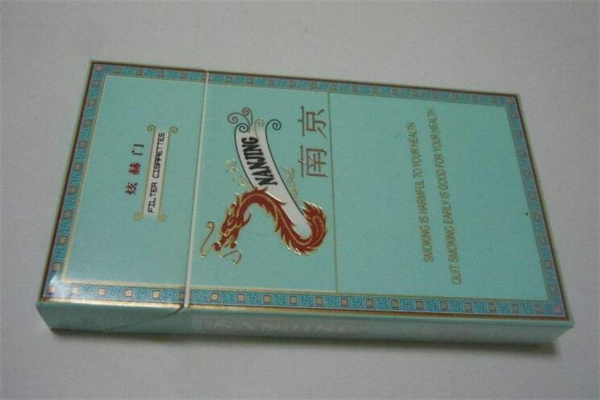 炫赫门
FILTER CIGARETTES
NANJING
南京
SMOKING IS HARMFUL TO YOUR HEALTH
QUIT SMOKING EARLY IS GOOD FOR YOUR HEALTH